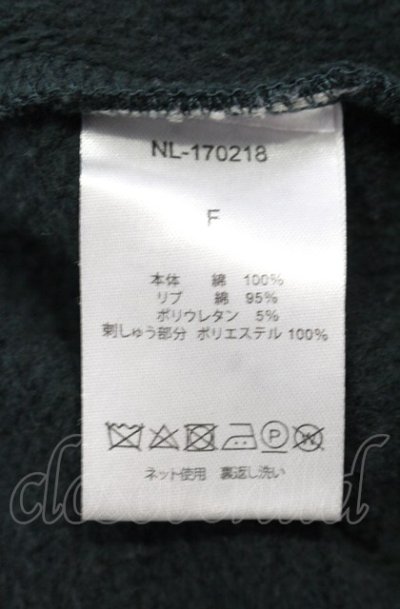 NL-170218
F
本体 綿 100%
リブ 綿 95%
ポリウレタン 5%
刺しゅう部分 ポリエステル 100%
P W
ネット使用 裏返し洗い
closetchild